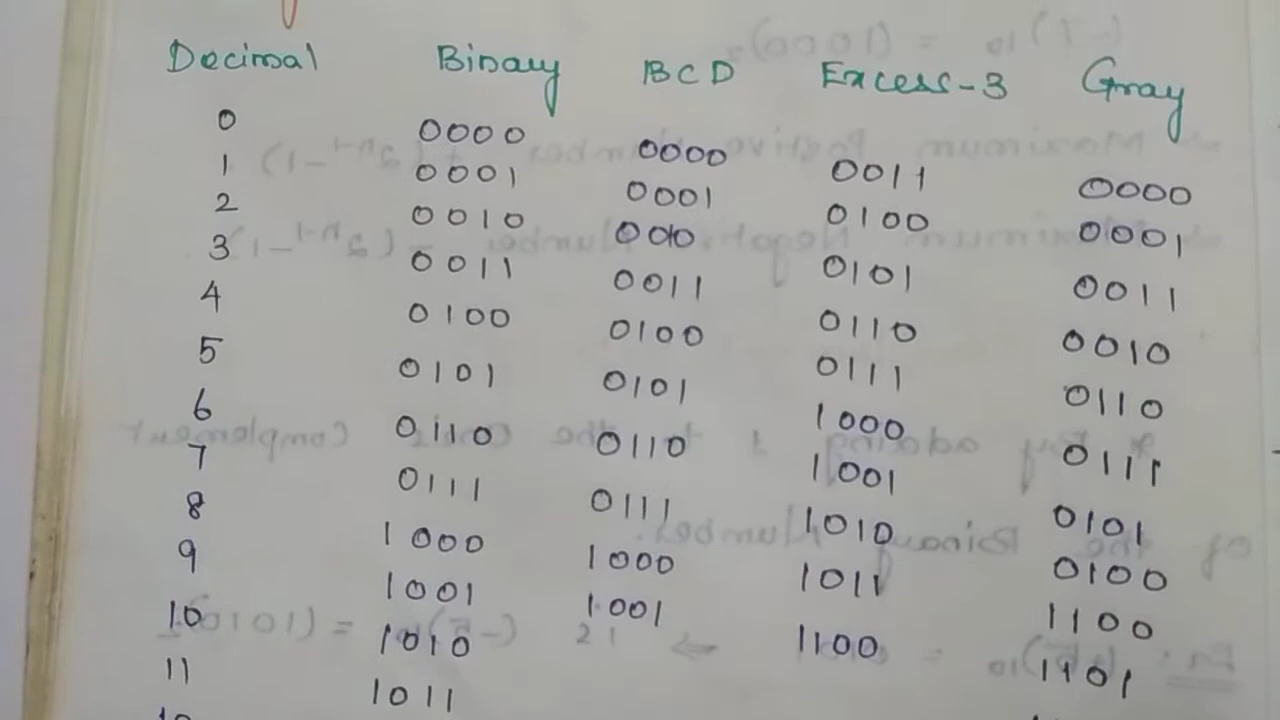 Decimal Binary BCD Excess-3 Gray
0 0000 0000 0011 0000
1 0001 0001 0100 0001
2 0010 0010 0101 0011
3 0011 0011 0110 0010
4 0100 0100 0111 0110
5 0101 0101 1000 0111
6 0110 0110 1001 0101
7 0111 0111 1010 0100
8 1000 1000 1011 1100
9 1001 1001 1100 1101
10 1010
11 1011